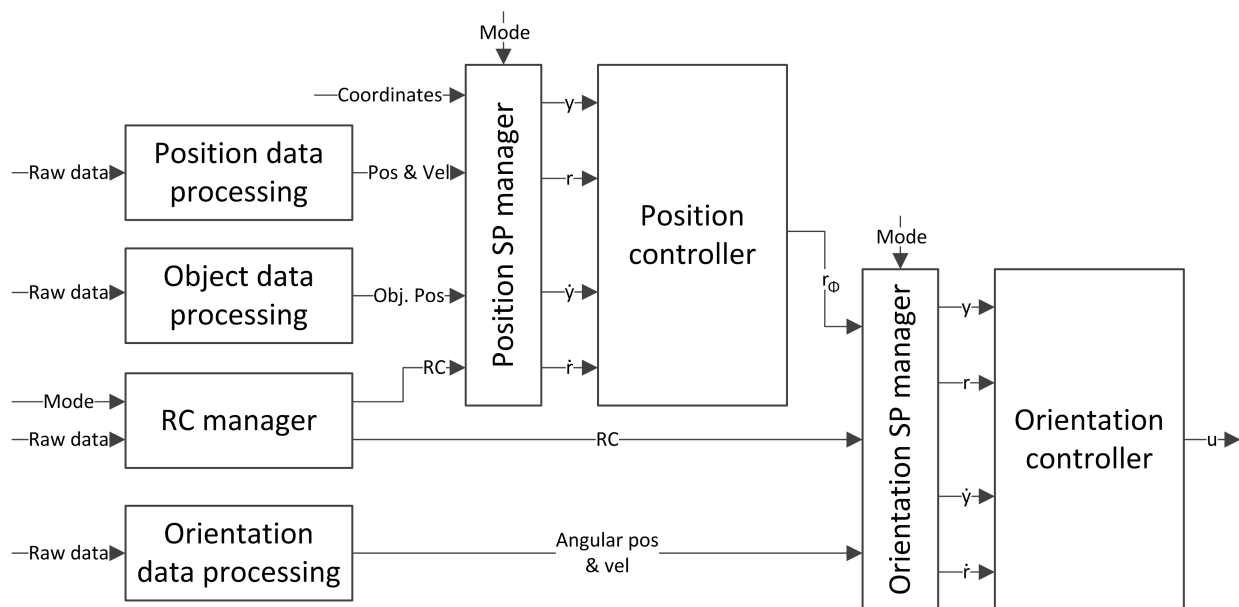 Mode
Coordinates
Position data
processing
Raw data
Pos & Vel
Object data
processing
Raw data
Obj. Pos
RC manager
Mode
Raw data
RC
RC
Orientation
data processing
Raw data
Angular pos
& vel
Position SP manager
y
r
ẏ
ṙ
Position
controller
rΦ
Mode
Orientation SP manager
y
r
ẏ
ṙ
Orientation
controller
u